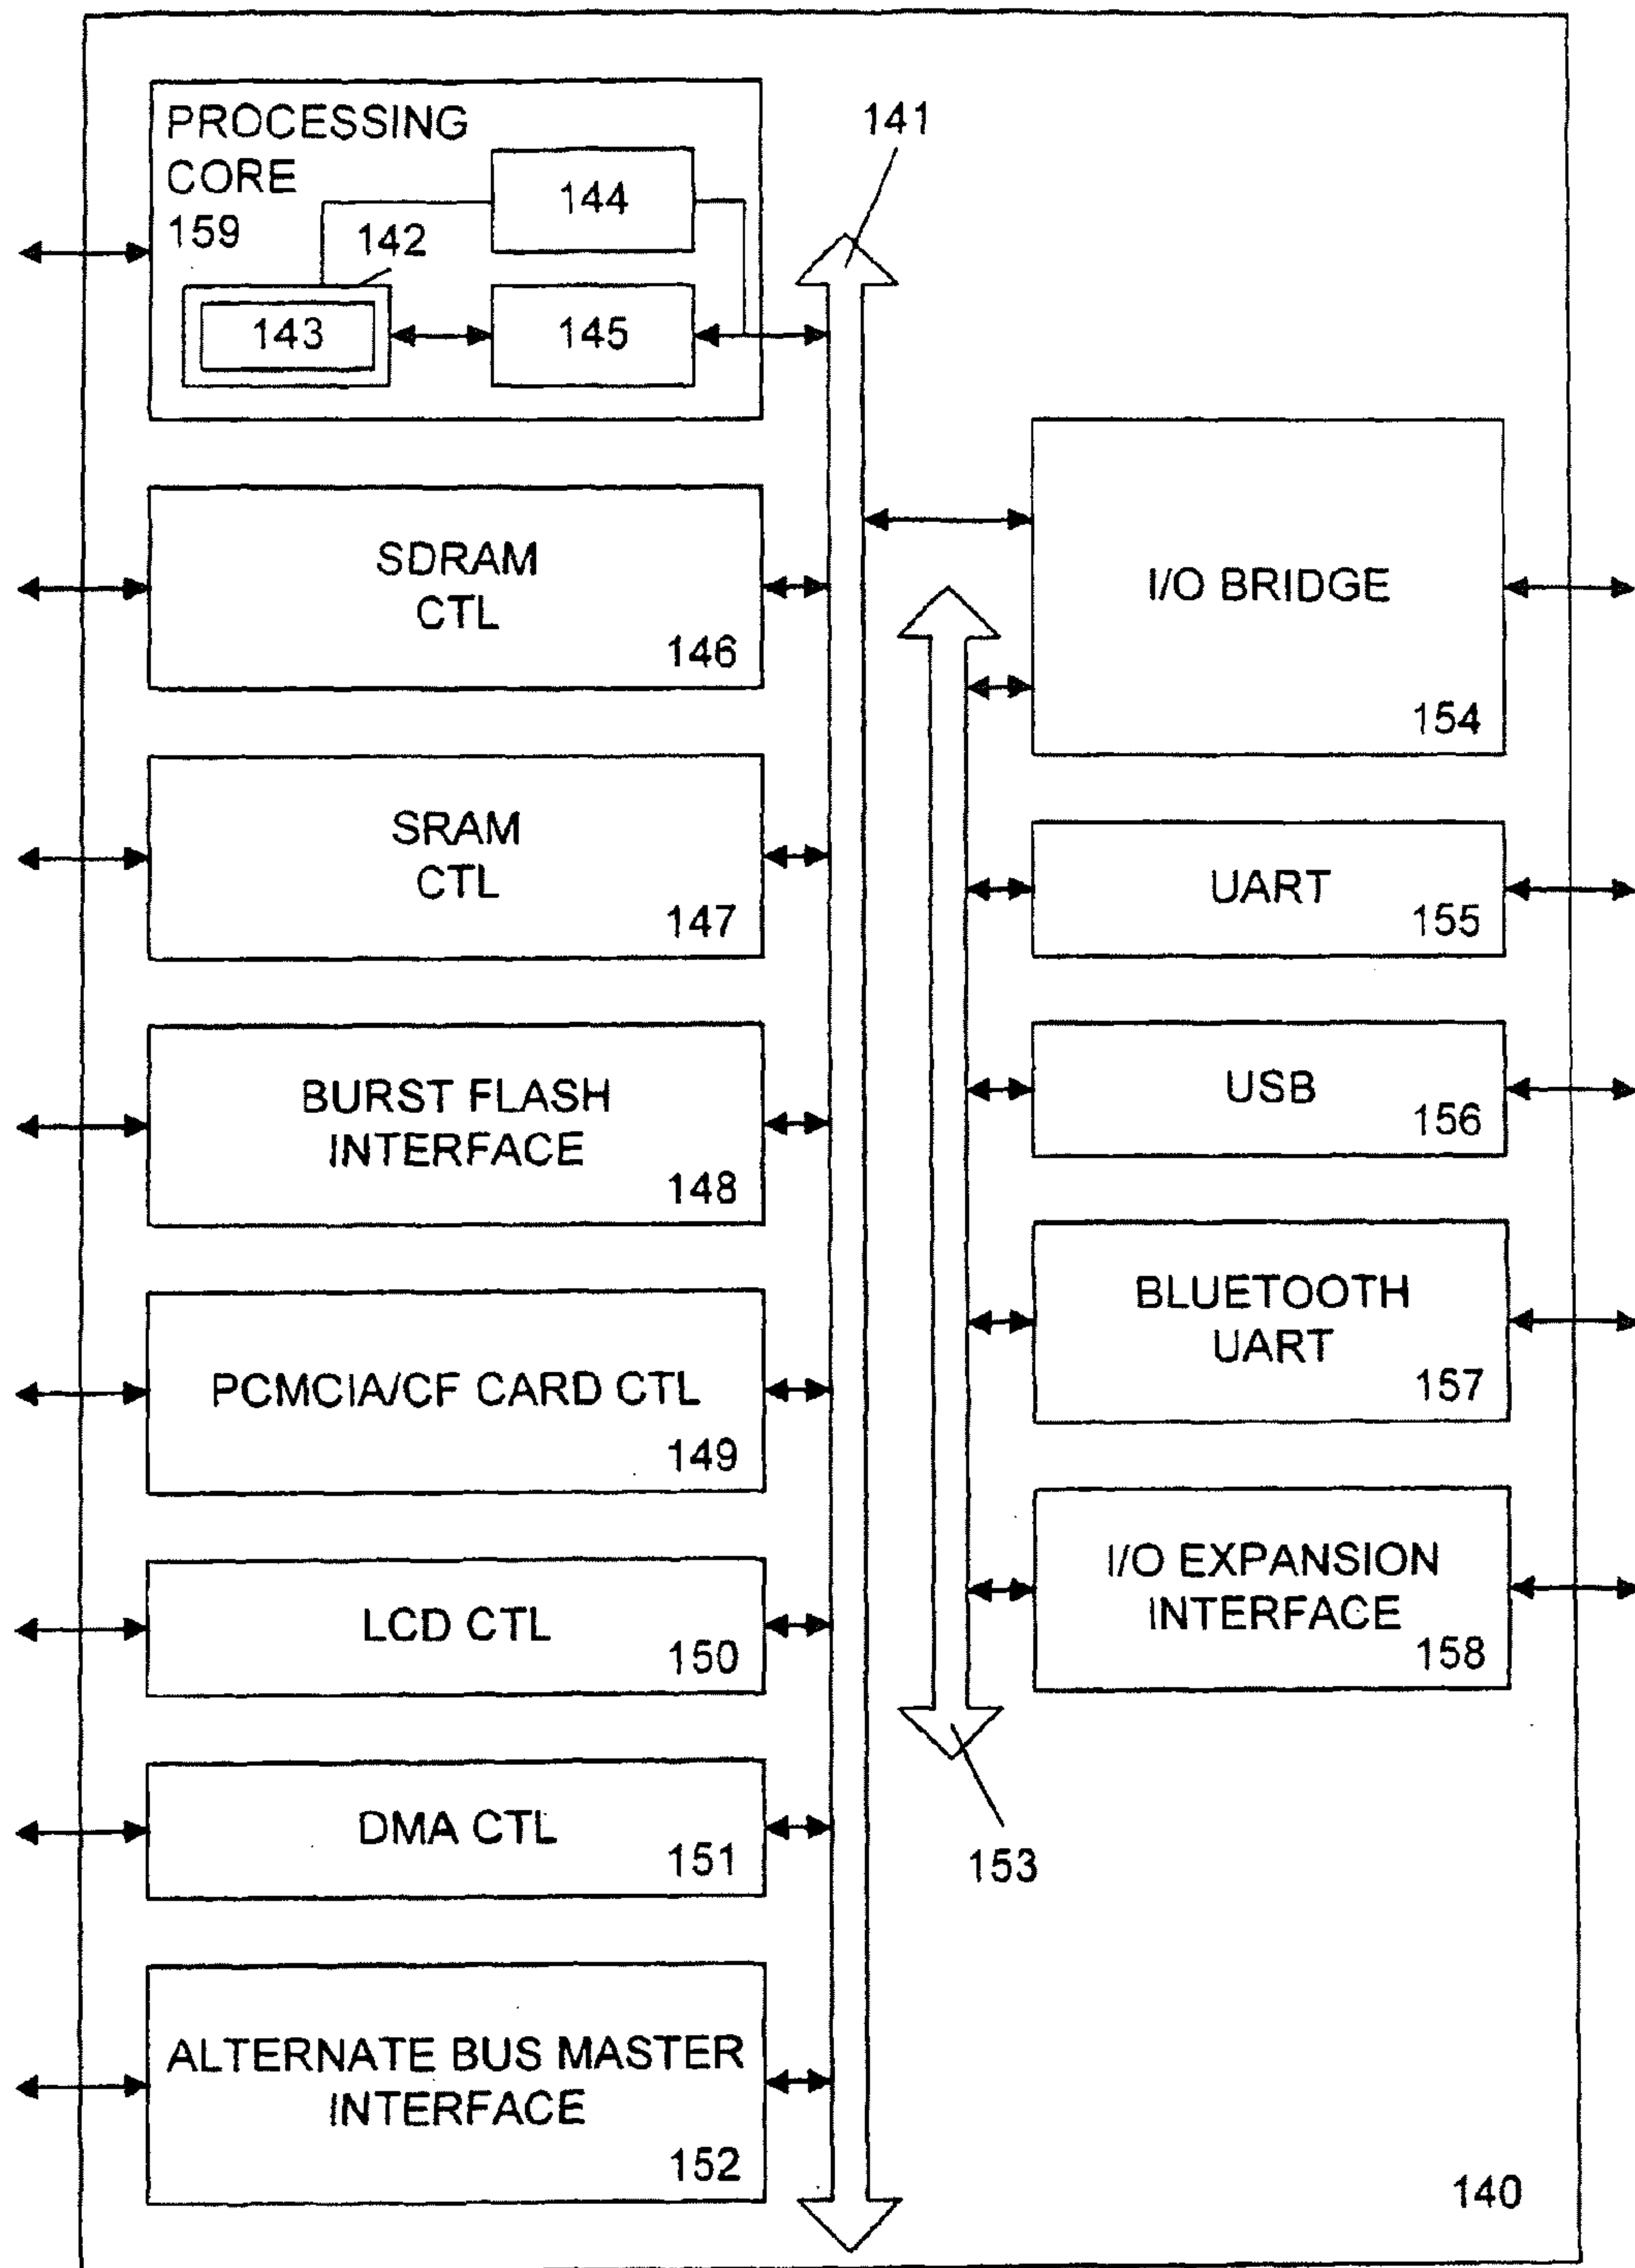 PROCESSING
CORE
159
144
142
143
145
141
SDRAM
CTL
146
SRAM
CTL
147
BURST FLASH
INTERFACE
148
PCMCIA/CF CARD CTL
149
LCD CTL
150
DMA CTL
151
ALTERNATE BUS MASTER
INTERFACE
152
I/O BRIDGE
154
UART
155
USB
156
BLUETOOTH
UART
157
I/O EXPANSION
INTERFACE
158
153
140